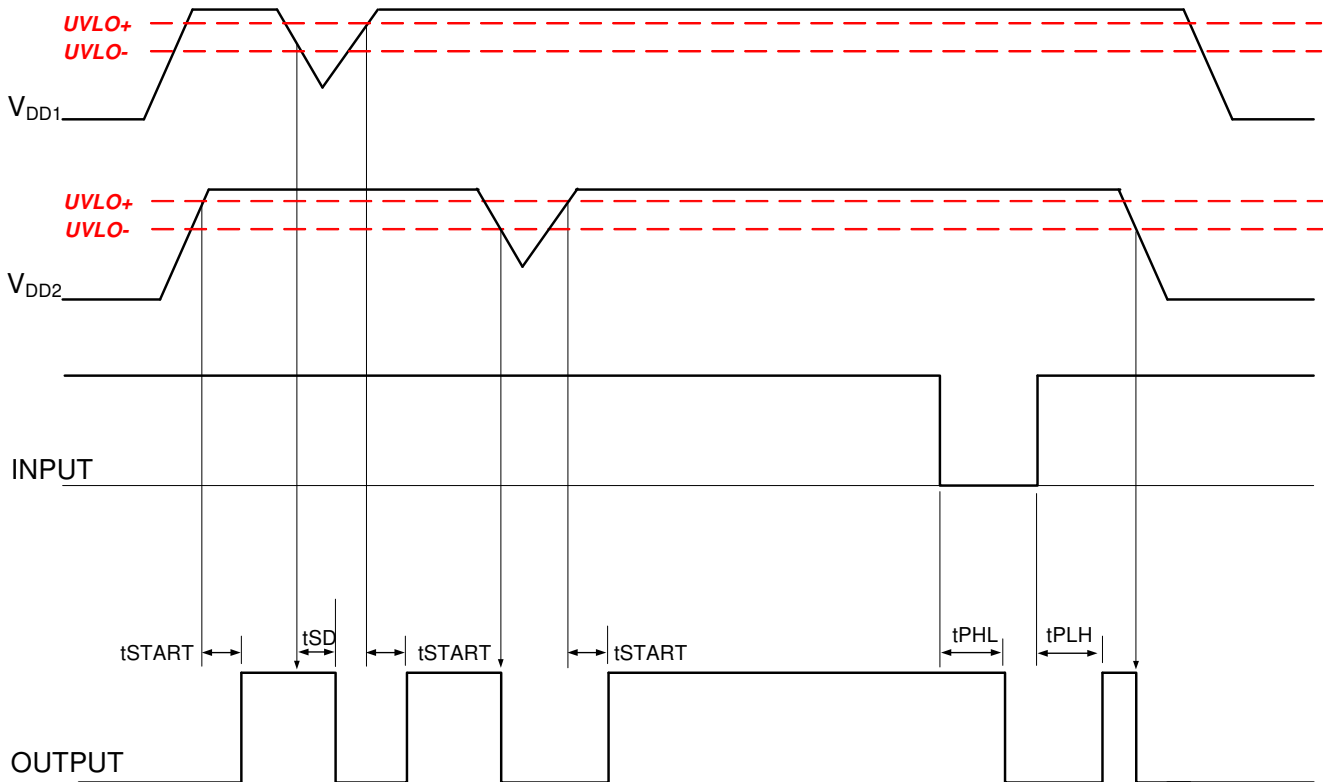 UVLO+
UVLO-
VDD1
UVLO+
UVLO-
VDD2
INPUT
tSTART
tSD
tSTART
tSTART
tPHL
tPLH
OUTPUT